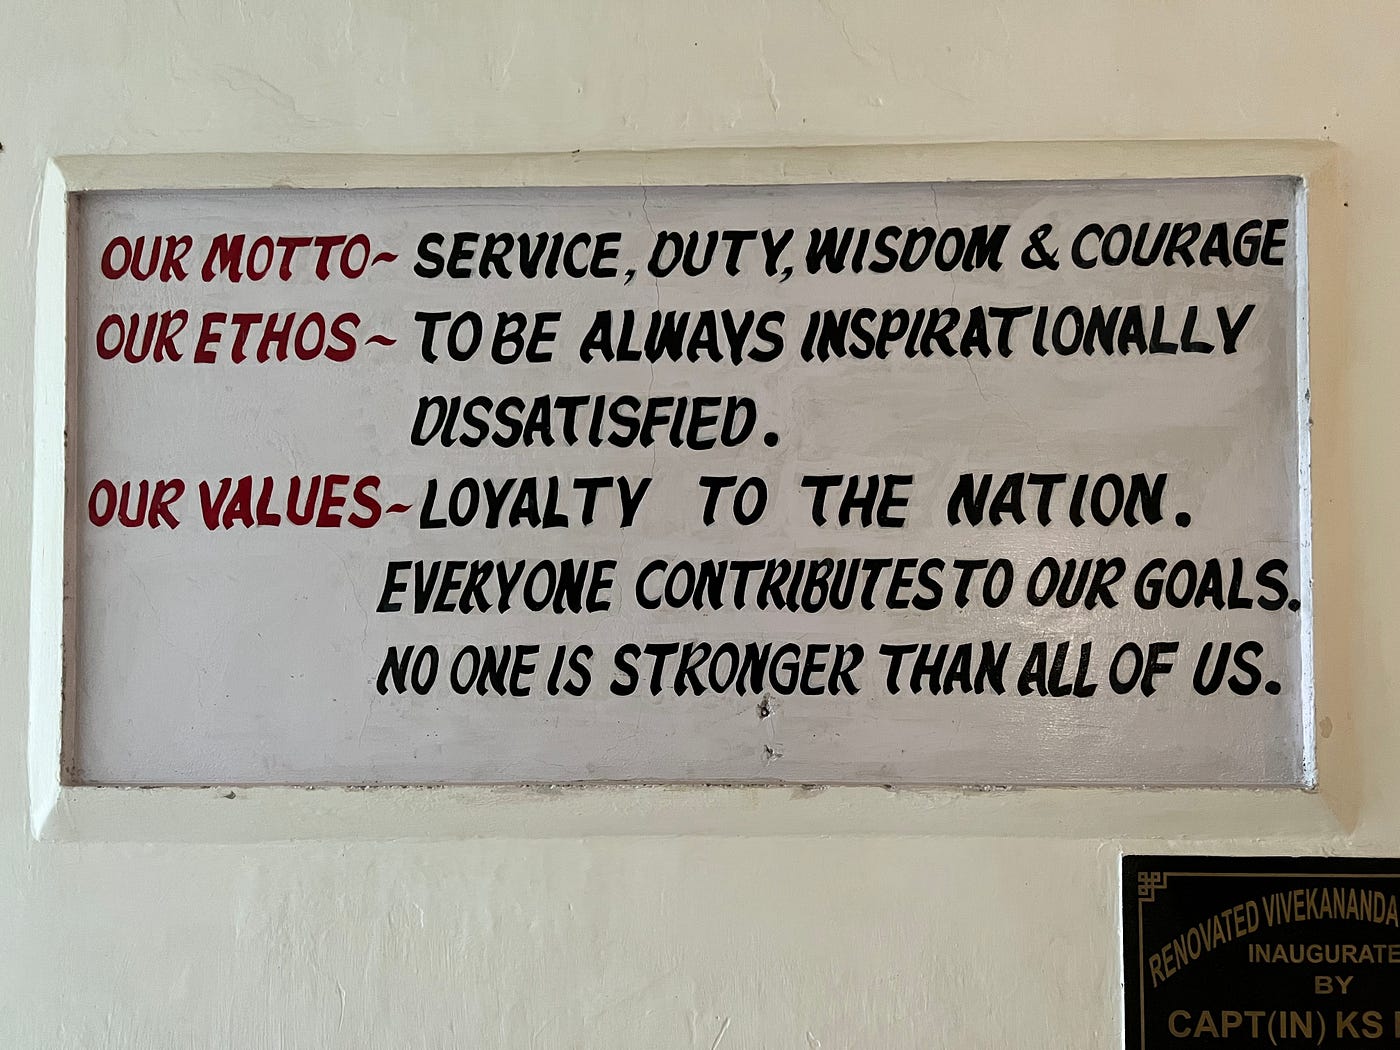 OUR MOTTO~ SERVICE, DUTY, WISDOM & COURAGE
OUR ETHOS~ TO BE ALWAYS INSPIRATIONALLY
DISSATISFIED.
OUR VALUES~ LOYALTY TO THE NATION.
EVERYONE CONTRIBUTES TO OUR GOALS.
NO ONE IS STRONGER THAN ALL OF US.
RENOVATED VIVEKANANDA
INAUGURATE
BY
CAPT(IN) KS